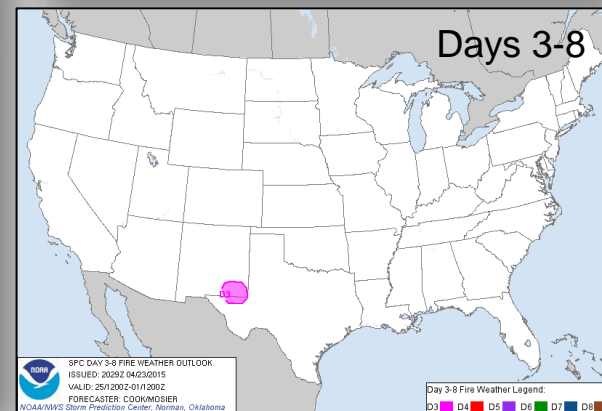 Days 3-8
D3
NOAA
SPC DAY 3-8 FIRE WEATHER OUTLOOK
ISSUED: 2029Z 04/23/2015
VALID: 25/1200Z-01/1200Z
FORECASTER: COOK/MOSIER
NOAA/NWS Storm Prediction Center, Norman, Oklahoma
Day 3-8 Fire Weather Legend:
D3 D4 D5 D6 D7 D8